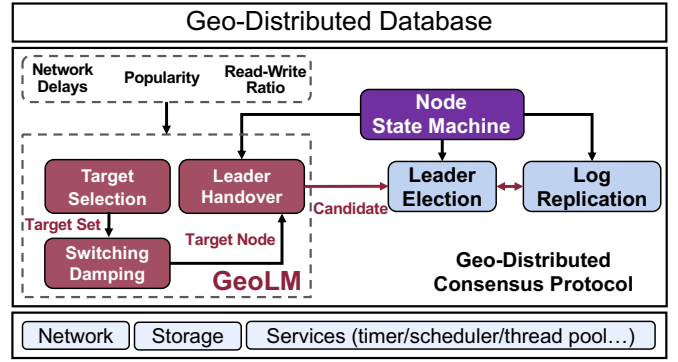 Geo-Distributed Database
Network
Delays
Popularity
Read-Write
Ratio
Node
State Machine
Target
Selection
Leader
Handover
Leader
Election
Log
Replication
Candidate
Target Set
Target Node
Switching
Damping
GeoLM
Geo-Distributed
Consensus Protocol
Network
Storage
Services (timer/scheduler/thread pool…)